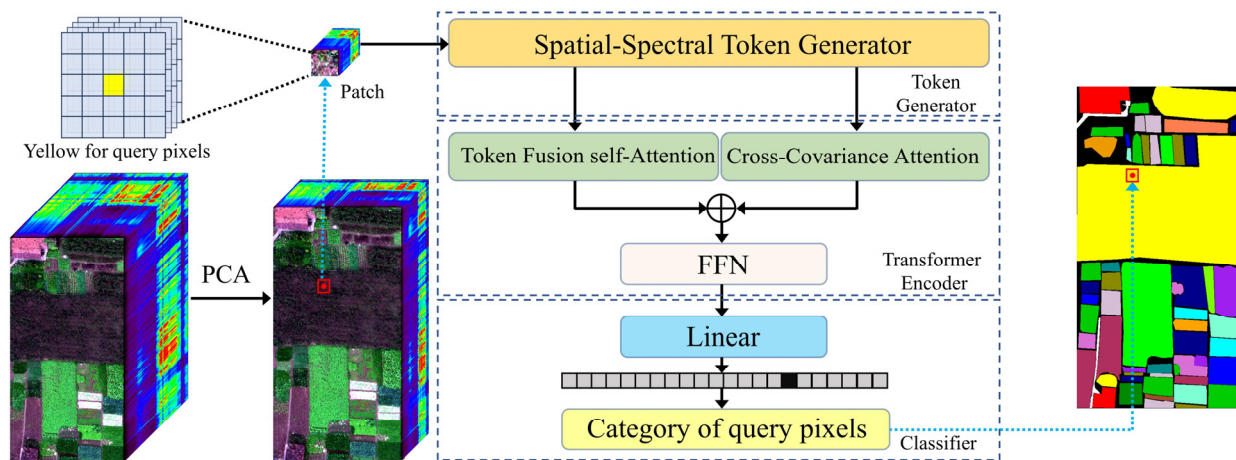 Spatial-Spectral Token Generator
Patch
Token
Generator
Yellow for query pixels
Token Fusion self-Attention
Cross-Covariance Attention
PCA
FFN
Transformer
Encoder
Linear
Category of query pixels
Classifier